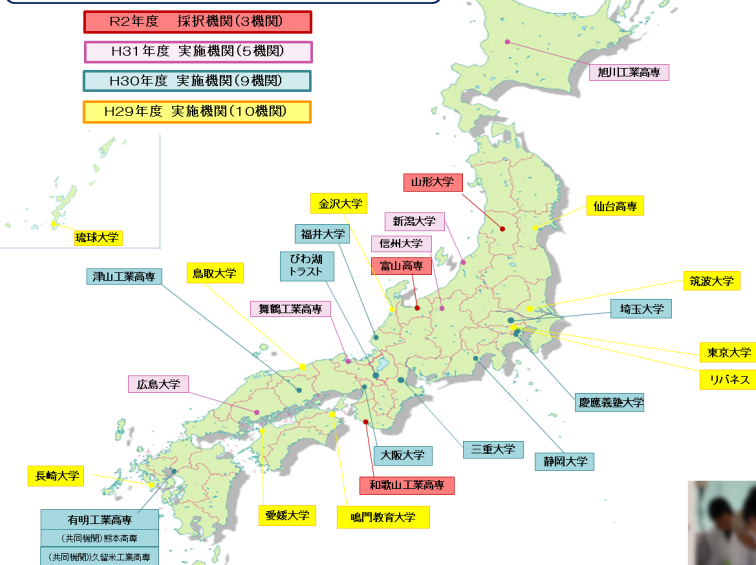 R2年度　採択機関(3機関)
H31年度 実施機関(5機関)
H30年度 実施機関(9機関)
H29年度 実施機関(10機関)
旭川工業高専
山形大学
金沢大学
仙台高専
新潟大学
福井大学
琉球大学
信州大学
びわ湖
トラスト
富山高専
津山工業高専
鳥取大学
筑波大学
舞鶴工業高専
埼玉大学
東京大学
リバネス
広島大学
慶應義塾大学
三重大学
大阪大学
静岡大学
長崎大学
和歌山工業高専
愛媛大学
鳴門教育大学
有明工業高専
(共同機関)熊本高専
(共同機関))久留米工業高専